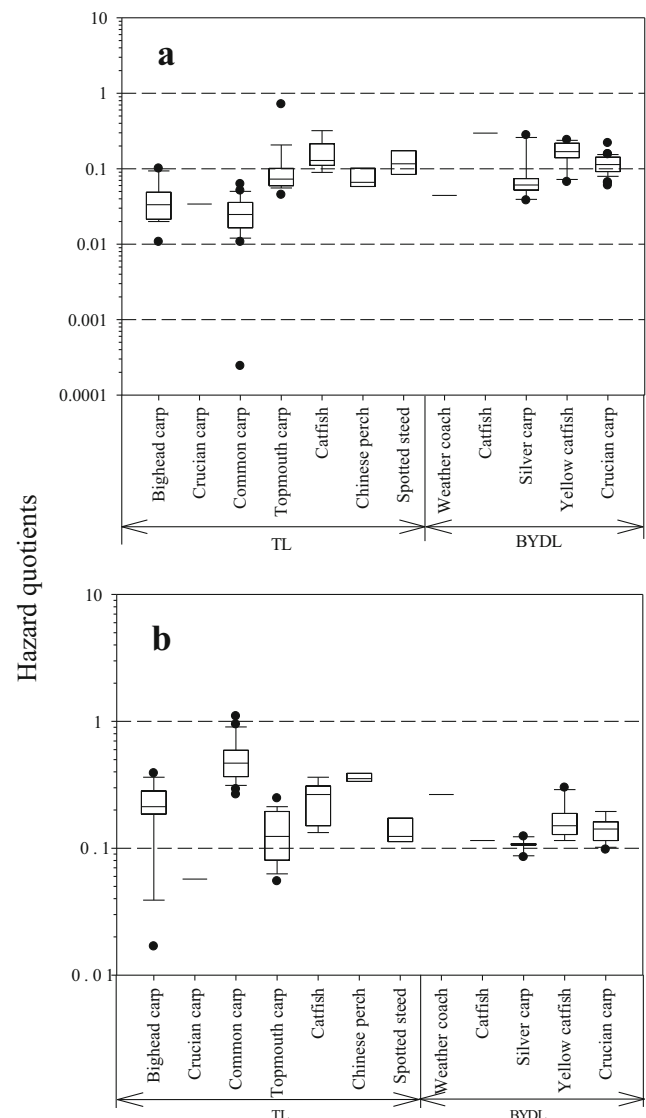 Hazard quotients
a
10
1
0.1
0.01
0.001
0.0001
Bighead carp
Crucian carp
Common carp
Topmouth carp
Catfish
Chinese perch
Spotted steed
Weather coach
Catfish
Silver carp
Yellow catfish
Crucian carp
TL
BYDL
b
10
1
0.1
0.01
Bighead carp
Crucian carp
Common carp
Topmouth carp
Catfish
Chinese perch
Spotted steed
Weather coach
Catfish
Silver carp
Yellow catfish
Crucian carp
TL
BYDL